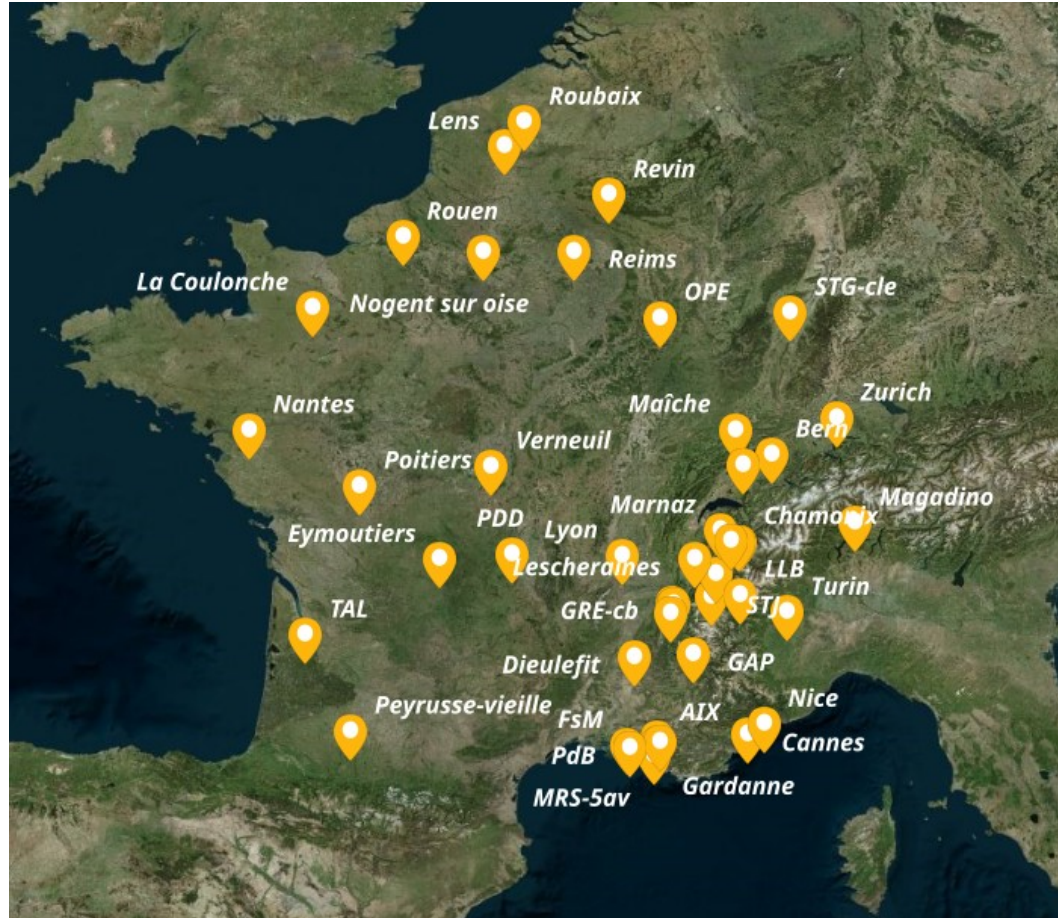 Roubaix
Lens
Revin
Rouen
Reims
La Coulonche
Nogent sur oise
OPE
STG-cle
Nantes
Maîche
Zurich
Bern
Verneuil
Poitiers
Marnaz
Magadino
PDD
Lyon
Chamonix
Eymoutiers
Lescheraines
LLB
Turin
TAL
GRE-cb
STJ
Dieulefit
GAP
Peyrusse-vieille
Nice
FsM
AIX
Cannes
PdB
Gardanne
MRS-5av